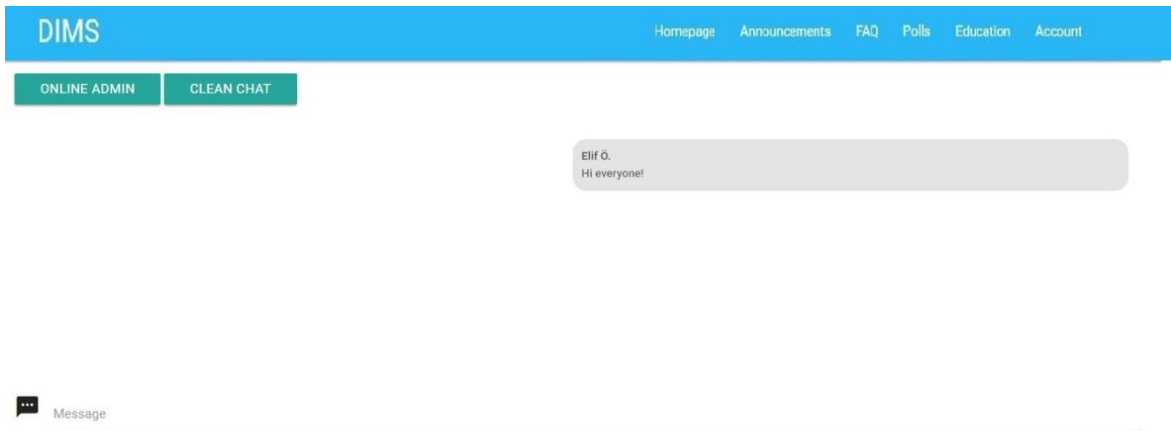 DIMS
Homepage Announcements FAQ Polls Education Account
ONLINE ADMIN CLEAN CHAT
Elif Ö.
Hi everyone!
Message